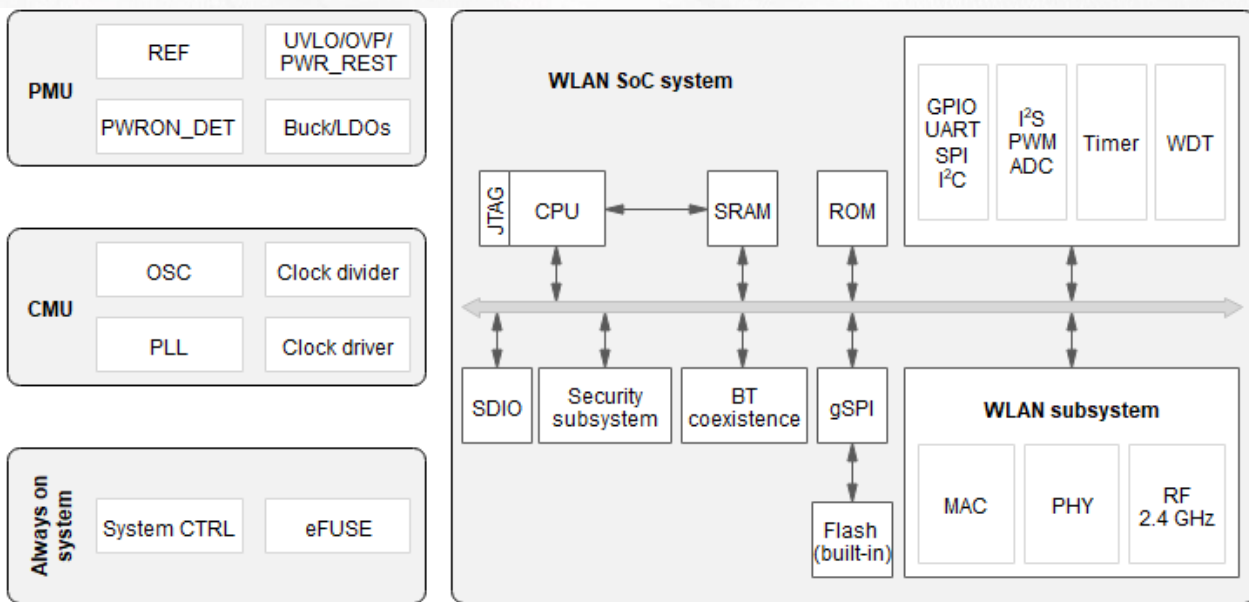 PMU
REF
UVLO/OVP/
PWR_REST
PWRON_DET
Buck/LDOs
CMU
OSC
Clock divider
PLL
Clock driver
Always on
system
System CTRL
eFUSE
WLAN SoC system
GPIO
UART
SPI
I²C
I²S
PWM
ADC
Timer
WDT
JTAG
CPU
SRAM
ROM
SDIO
Security
subsystem
BT
coexistence
gSPI
Flash
(built-in)
WLAN subsystem
MAC
PHY
RF
2.4 GHz